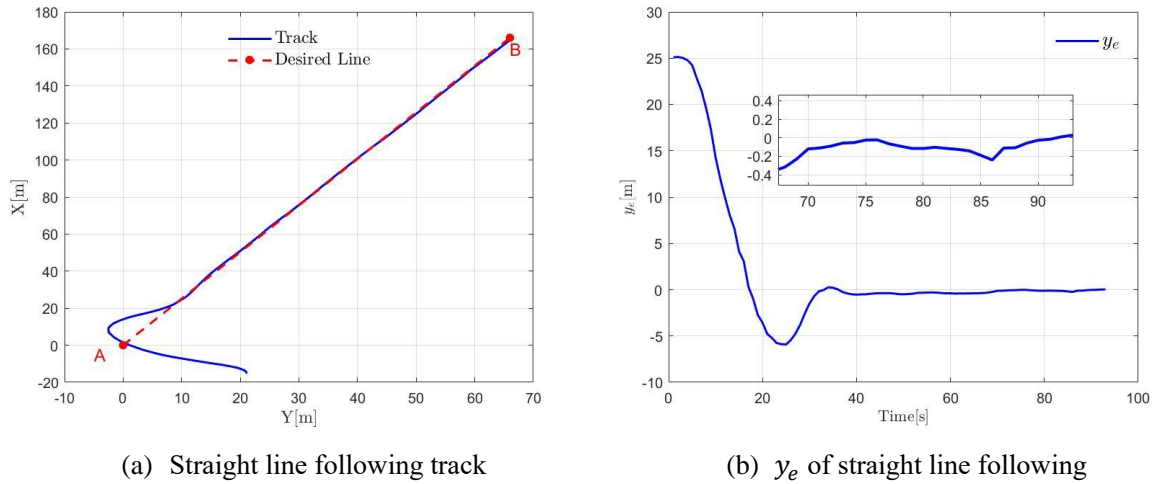 180
160
140
120
100
80
60
40
20
0
-20
X[m]
Track
Desired Line
A
B
-10 0 10 20 30 40 50 60 70
Y[m]
(a) Straight line following track
30
25
20
15
10
5
0
-5
-10
y_e[m]
y_e
0.4
0.2
0
-0.2
-0.4
70 75 80 85 90
0 20 40 60 80 100
Time[s]
(b) y_e of straight line following